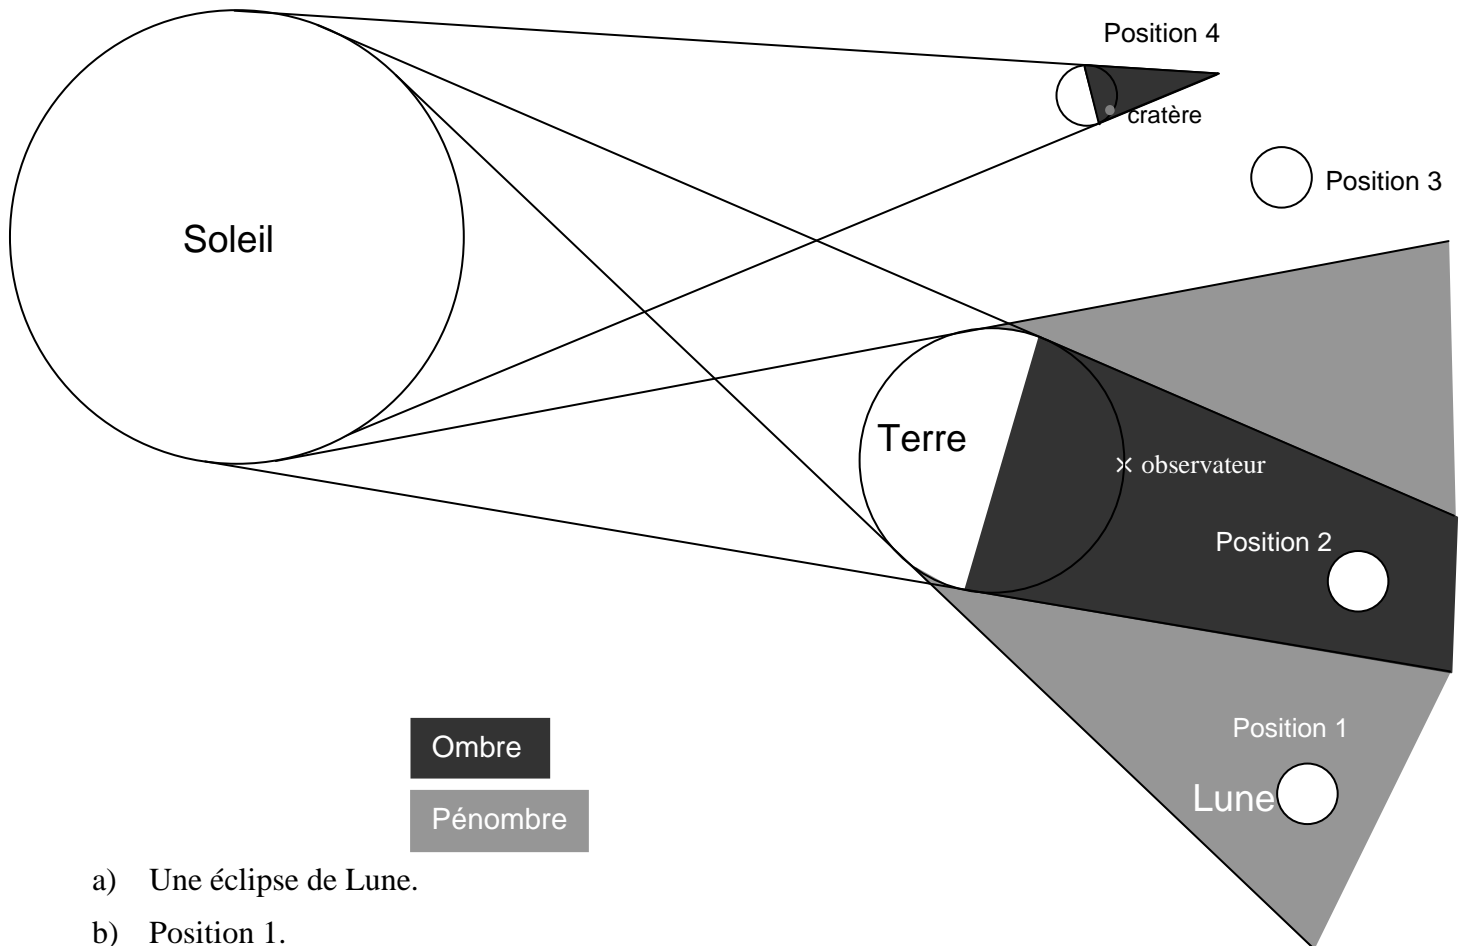 Position 4
cratère
Position 3
Soleil
Terre
observateur
Position 2
Position 1
Lune
Ombre
Pénombre
a) Une éclipse de Lune.
b) Position 1.